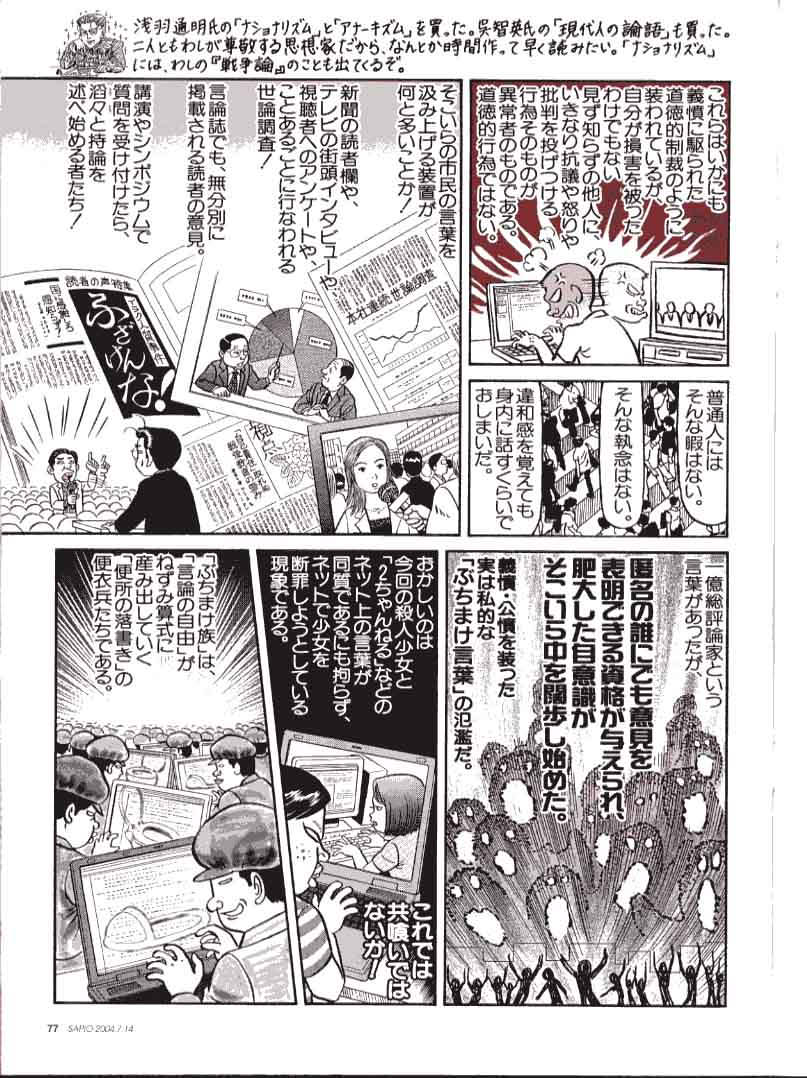 浅羽通明氏の「ナショナリズム」と「アナーキズム」を買った。呉智英氏の「現代人の論語」も買った。
二人ともわしが尊敬する思想家だから、なんとか時間作って早く読みたい。「ナショナリズム」
には、わしの『戦争論』のことも出てくるぞ。
これらはいかにも
義憤に駆られた
道徳的制裁のように
装われているが
自分が損害を被った
わけでもない
見ず知らずの他人に、
いきなり抗議や怒りや
批判を投げつける
行為そのものが
異常者のものである。
道徳的行為ではない。
普通人には
そんな暇はない。
そんな執念はない。
違和感を覚えても
身内に話すくらいで
おしまいだ。
そこいらの市民の言葉を
汲み上げる装置が
何と多いことか！
新聞の読者欄や、
テレビの街頭インタビューや、
視聴者へのアンケートや、
ことあるごとに行なわれる
世論調査！
言論誌でも、無分別に
掲載される読者の意見。
講演やシンポジウムで
質問を受け付けたら、
滔々と持論を
述べ始める者たち！
本社連続世論調査
読者の声特集
イラク人質事件
ふざけんな！
一億総評論家という
言葉があったが
匿名の誰にでも意見を
表明できる資格が与えられ、
肥大した自意識が
そこいら中を闊歩し始めた。
義憤・公憤を装った
実は私的な
「ぶちまけ言葉」の氾濫だ。
おかしいのは
今回の殺人少女と
「2ちゃんねる」などの
ネット上の言葉が
同質であるにも拘らず、
ネットで少女を
断罪しようとしている
現象である。
これでは
共喰いでは
ないか！
「ぶちまけ族」は、
「言論の自由」が
ねずみ算式に
産み出していく
「便所の落書き」の
便衣兵たちである。
77 SAPIO 2004.7.14